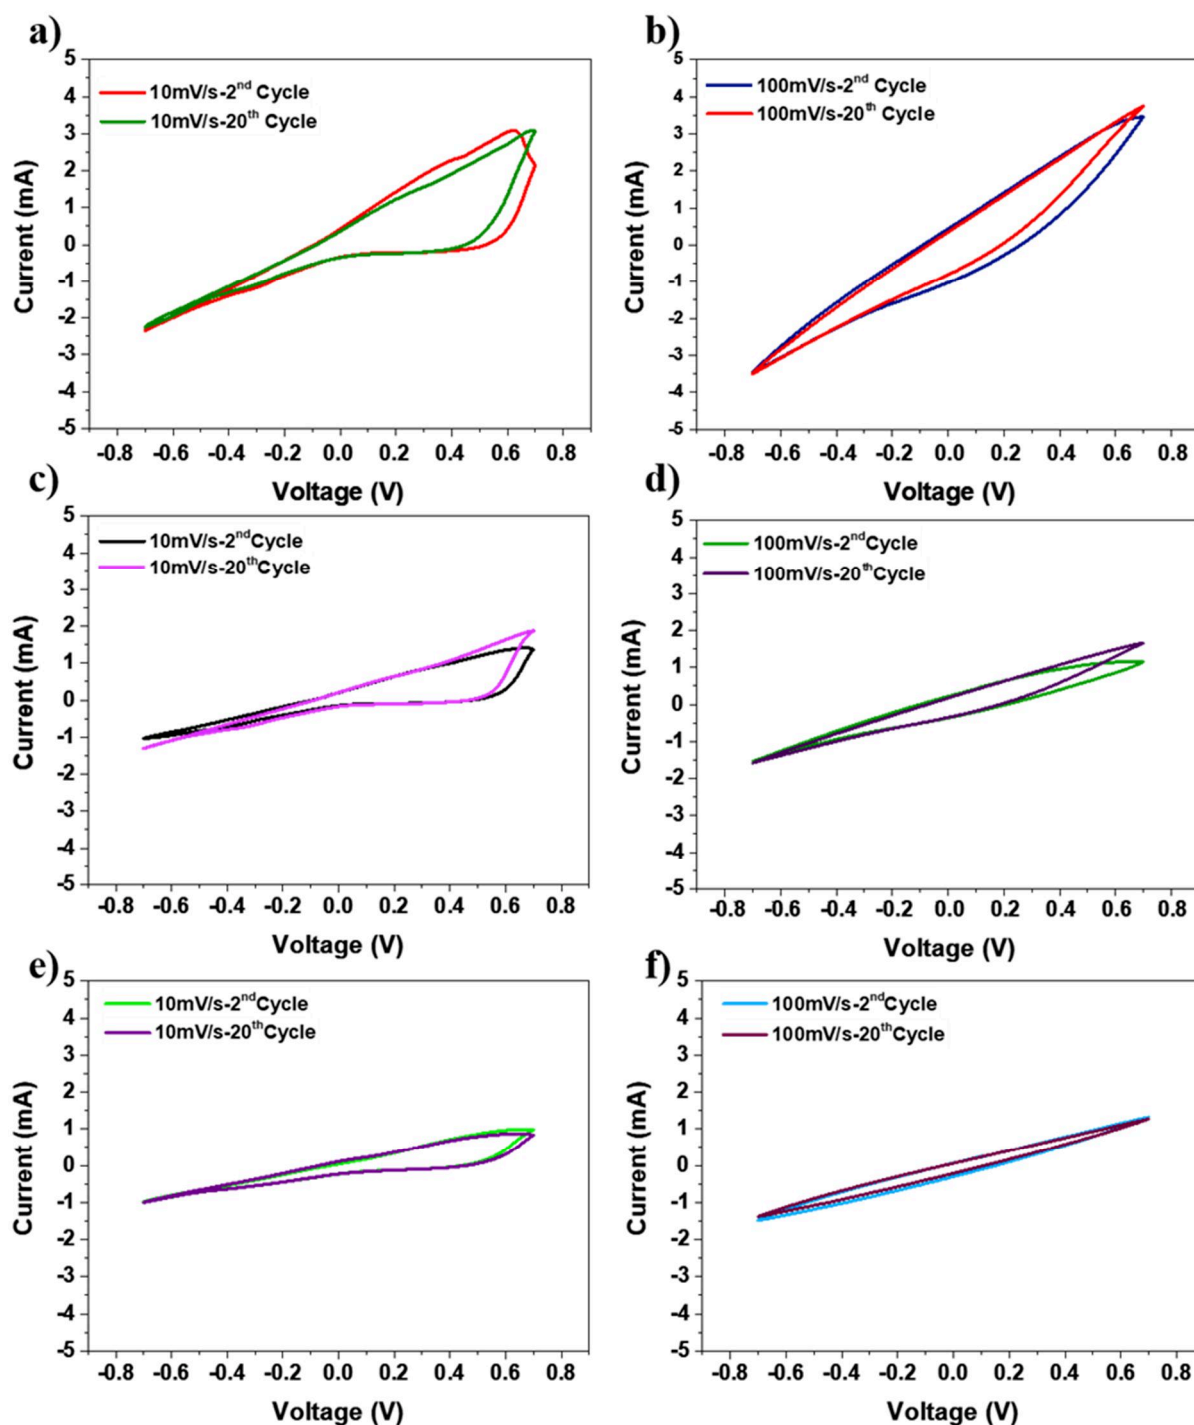 a)
5
4
3
2
1
0
-1
-2
-3
-4
-5
Current (mA)
10mV/s-2nd Cycle
10mV/s-20th Cycle
-0.8 -0.6 -0.4 -0.2 0.0 0.2 0.4 0.6 0.8
Voltage (V)
b)
5
4
3
2
1
0
-1
-2
-3
-4
-5
Current (mA)
100mV/s-2nd Cycle
100mV/s-20th Cycle
-0.8 -0.6 -0.4 -0.2 0.0 0.2 0.4 0.6 0.8
Voltage (V)
c)
5
4
3
2
1
0
-1
-2
-3
-4
-5
Current (mA)
10mV/s-2ndCycle
10mV/s-20thCycle
-0.8 -0.6 -0.4 -0.2 0.0 0.2 0.4 0.6 0.8
Voltage (V)
d)
5
4
3
2
1
0
-1
-2
-3
-4
-5
Current (mA)
100mV/s-2ndCycle
100mV/s-20thCycle
-0.8 -0.6 -0.4 -0.2 0.0 0.2 0.4 0.6 0.8
Voltage (V)
e)
5
4
3
2
1
0
-1
-2
-3
-4
-5
Current (mA)
10mV/s-2ndCycle
10mV/s-20thCycle
-0.8 -0.6 -0.4 -0.2 0.0 0.2 0.4 0.6 0.8
Voltage (V)
f)
5
4
3
2
1
0
-1
-2
-3
-4
-5
Current (mA)
100mV/s-2ndCycle
100mV/s-20thCycle
-0.8 -0.6 -0.4 -0.2 0.0 0.2 0.4 0.6 0.8
Voltage (V)